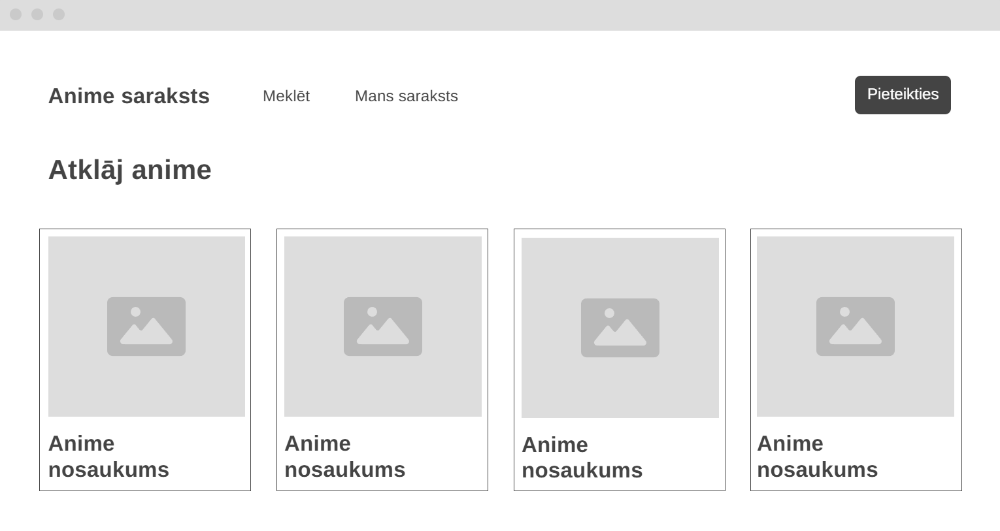 Anime saraksts
Meklēt
Mans saraksts
Pieteikties
Atklāj anime
Anime
nosaukums
Anime
nosaukums
Anime
nosaukums
Anime
nosaukums